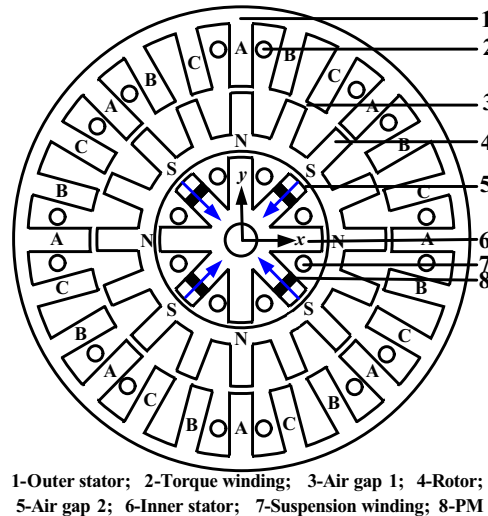 1
A
2
B
C
B
C
3
A
A
C
B
N
4
S
S
y
5
B
C
A
N
x
N
A
6
7
C
B
8
S
S
B
C
N
A
A
C
B
B
A
C
1-Outer stator; 2-Torque winding; 3-Air gap 1; 4-Rotor;
5-Air gap 2; 6-Inner stator; 7-Suspension winding; 8-PM